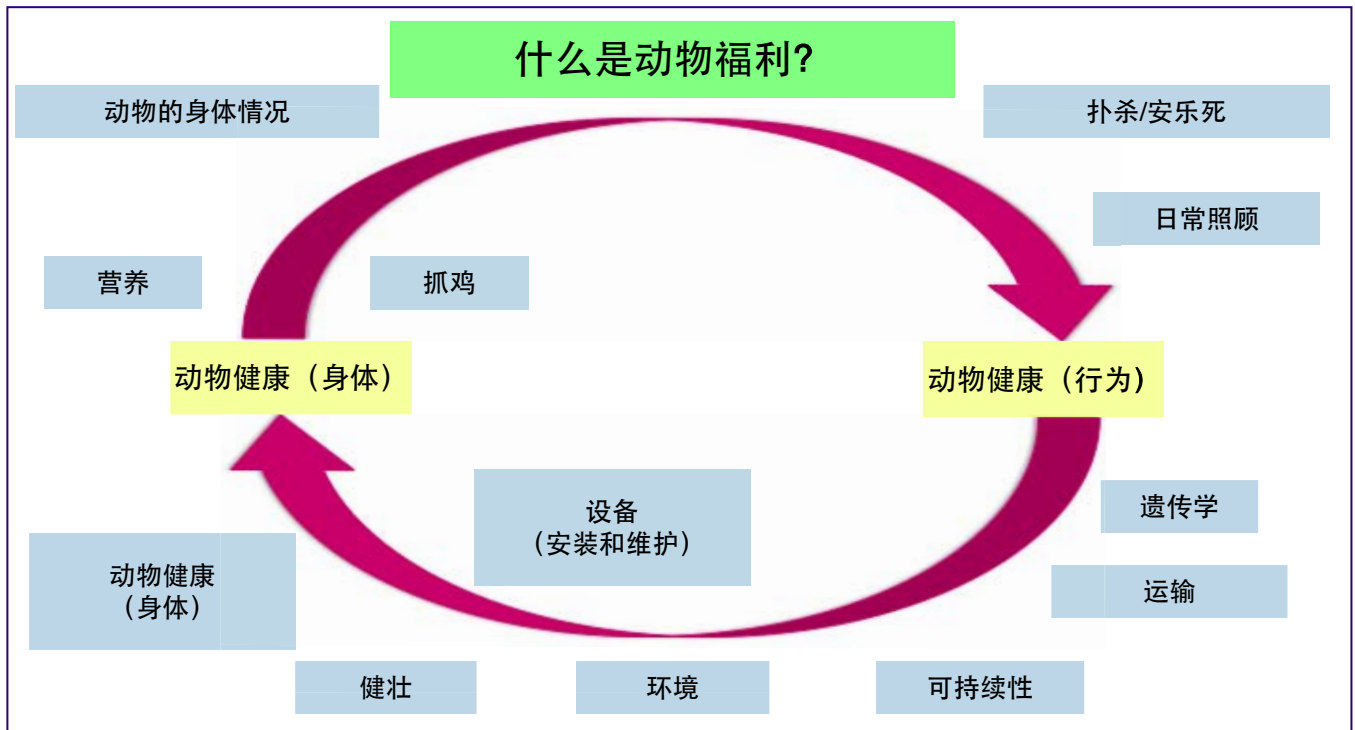 什么是动物福利?
动物的身体情况
扑杀/安乐死
日常照顾
营养
抓鸡
动物健康（身体）
动物健康（行为）
设备
（安装和维护）
遗传学
动物健康
（身体）
运输
健壮
环境
可持续性